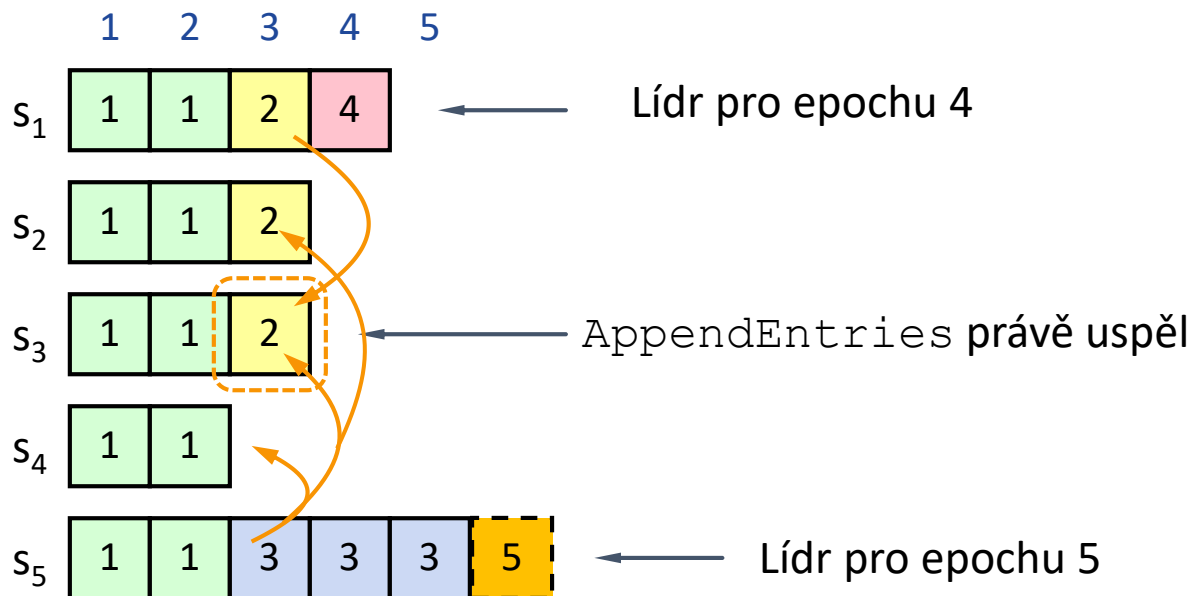 1 2 3 4 5
s1 1 1 2 4 Lídr pro epochu 4
s2 1 1 2
s3 1 1 2 AppendEntries právě uspěl
s4 1 1
s5 1 1 3 3 3 5 Lídr pro epochu 5